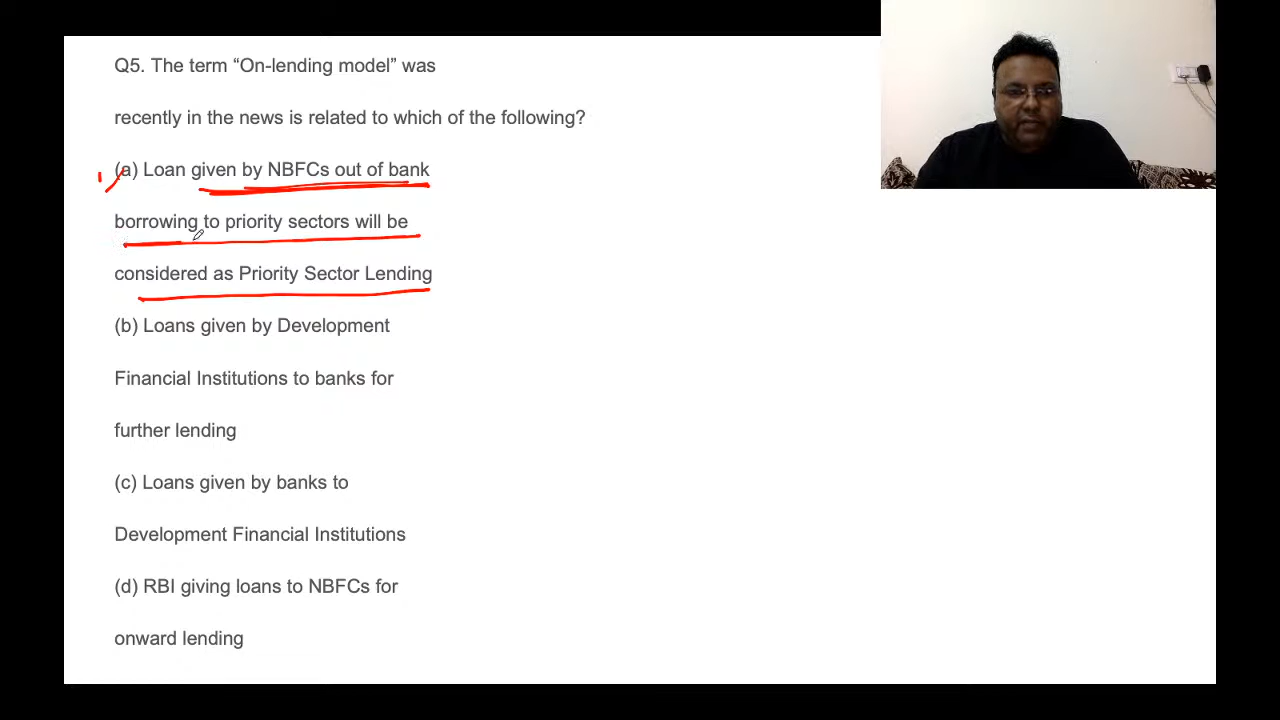 Q5. The term “On-lending model” was
recently in the news is related to which of the following?
(a) Loan given by NBFCs out of bank
borrowing to priority sectors will be
considered as Priority Sector Lending
(b) Loans given by Development
Financial Institutions to banks for
further lending
(c) Loans given by banks to
Development Financial Institutions
(d) RBI giving loans to NBFCs for
onward lending